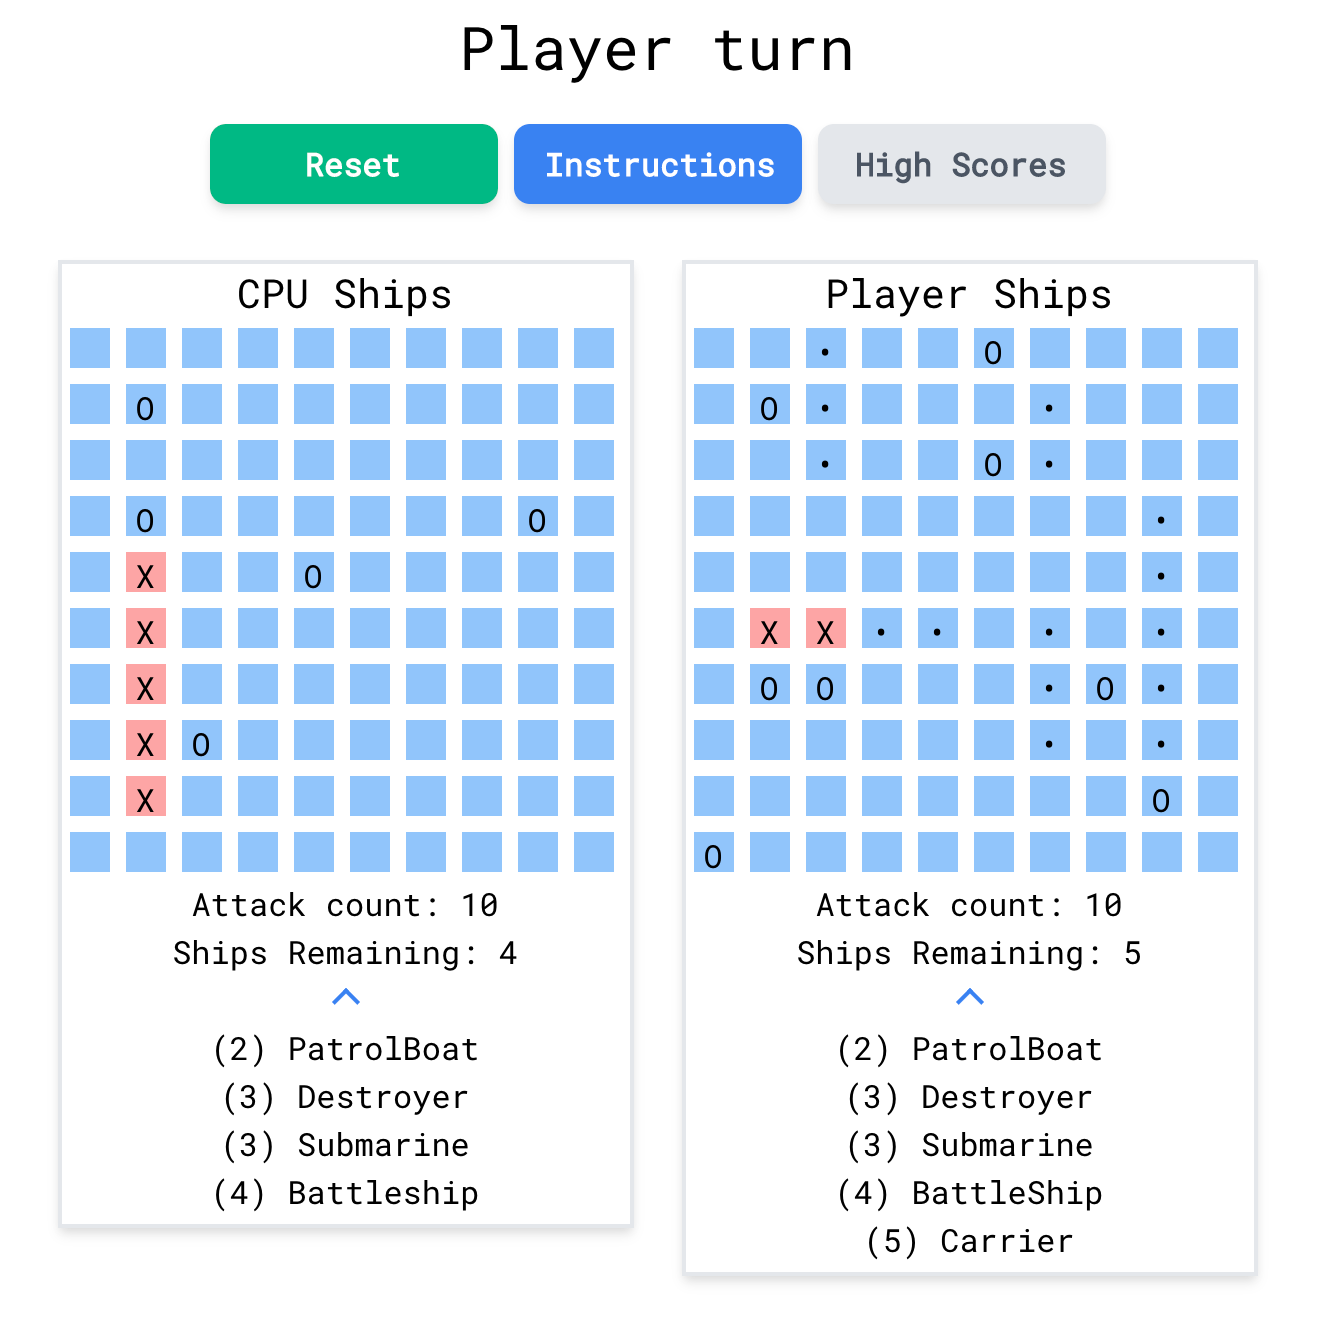 Player turn
Reset Instructions High Scores
CPU Ships
O
O O
X O
X
X
X O
X
Attack count: 10
Ships Remaining: 4
(2) PatrolBoat
(3) Destroyer
(3) Submarine
(4) Battleship
Player Ships
• O
O • •
• O •
•
•
X X • • • •
O O • O •
• •
O
O
Attack count: 10
Ships Remaining: 5
(2) PatrolBoat
(3) Destroyer
(3) Submarine
(4) BattleShip
(5) Carrier